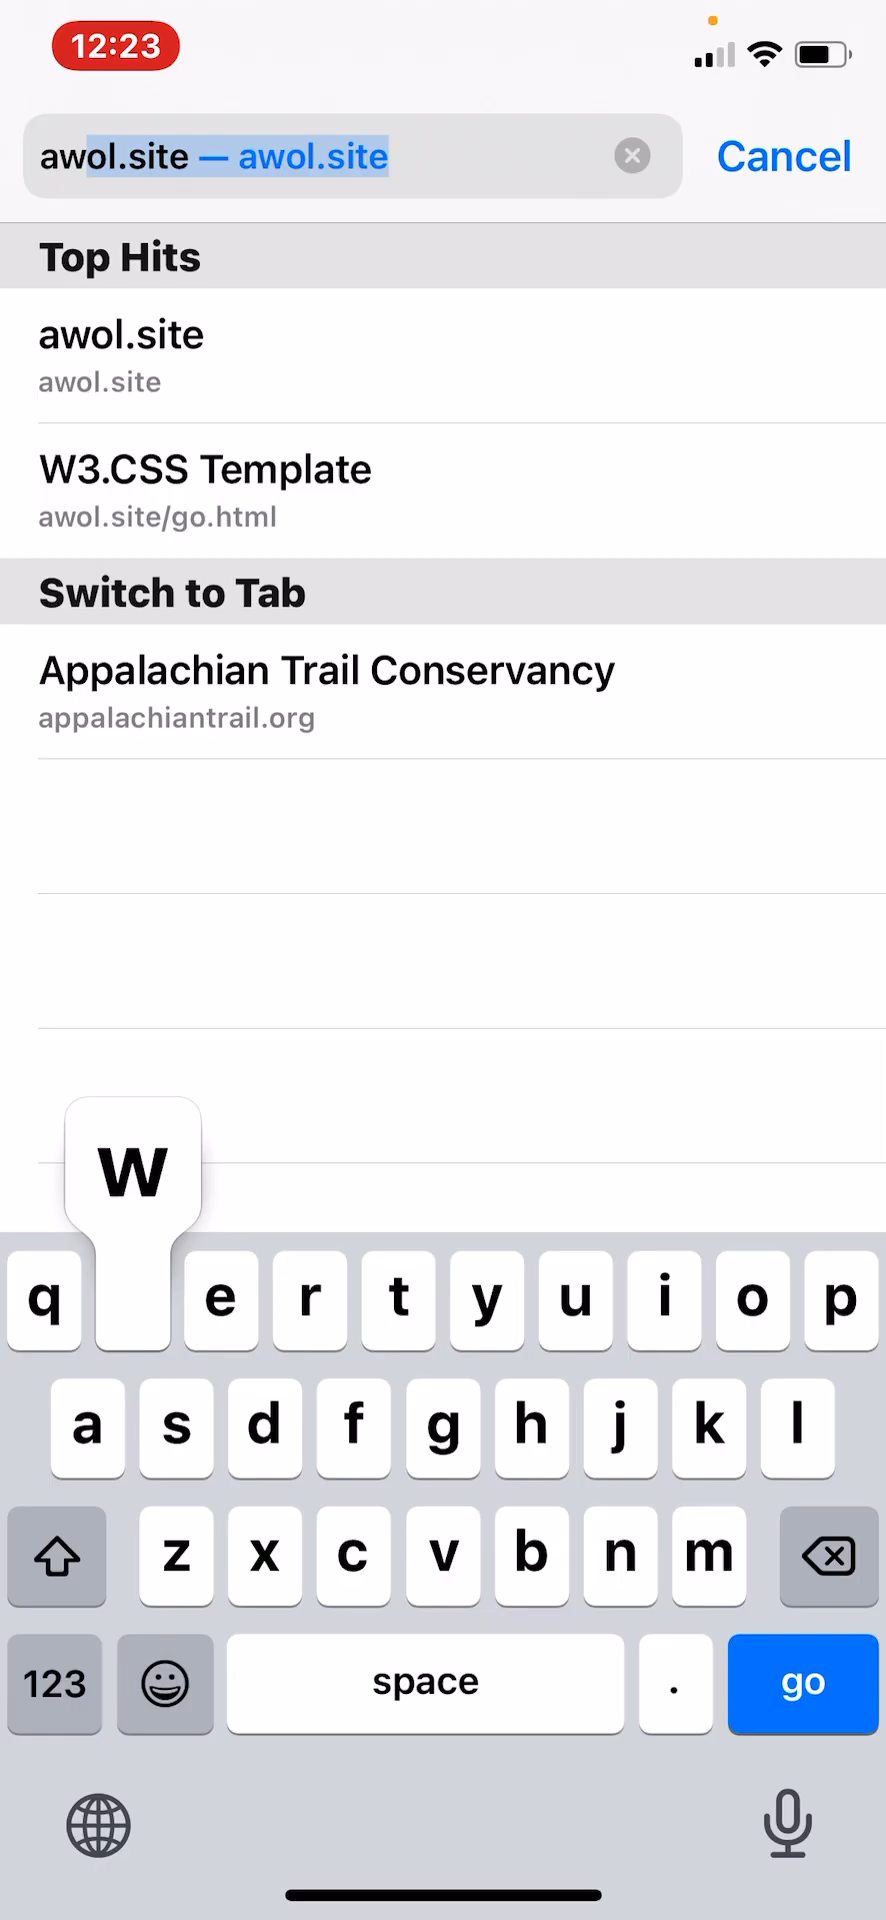 12:23
awol.site — awol.site
Cancel
Top Hits
awol.site
awol.site
W3.CSS Template
awol.site/go.html
Switch to Tab
Appalachian Trail Conservancy
appalachiantrail.org
w
q e r t y u i o p
a s d f g h j k l
z x c v b n m
123 space . go